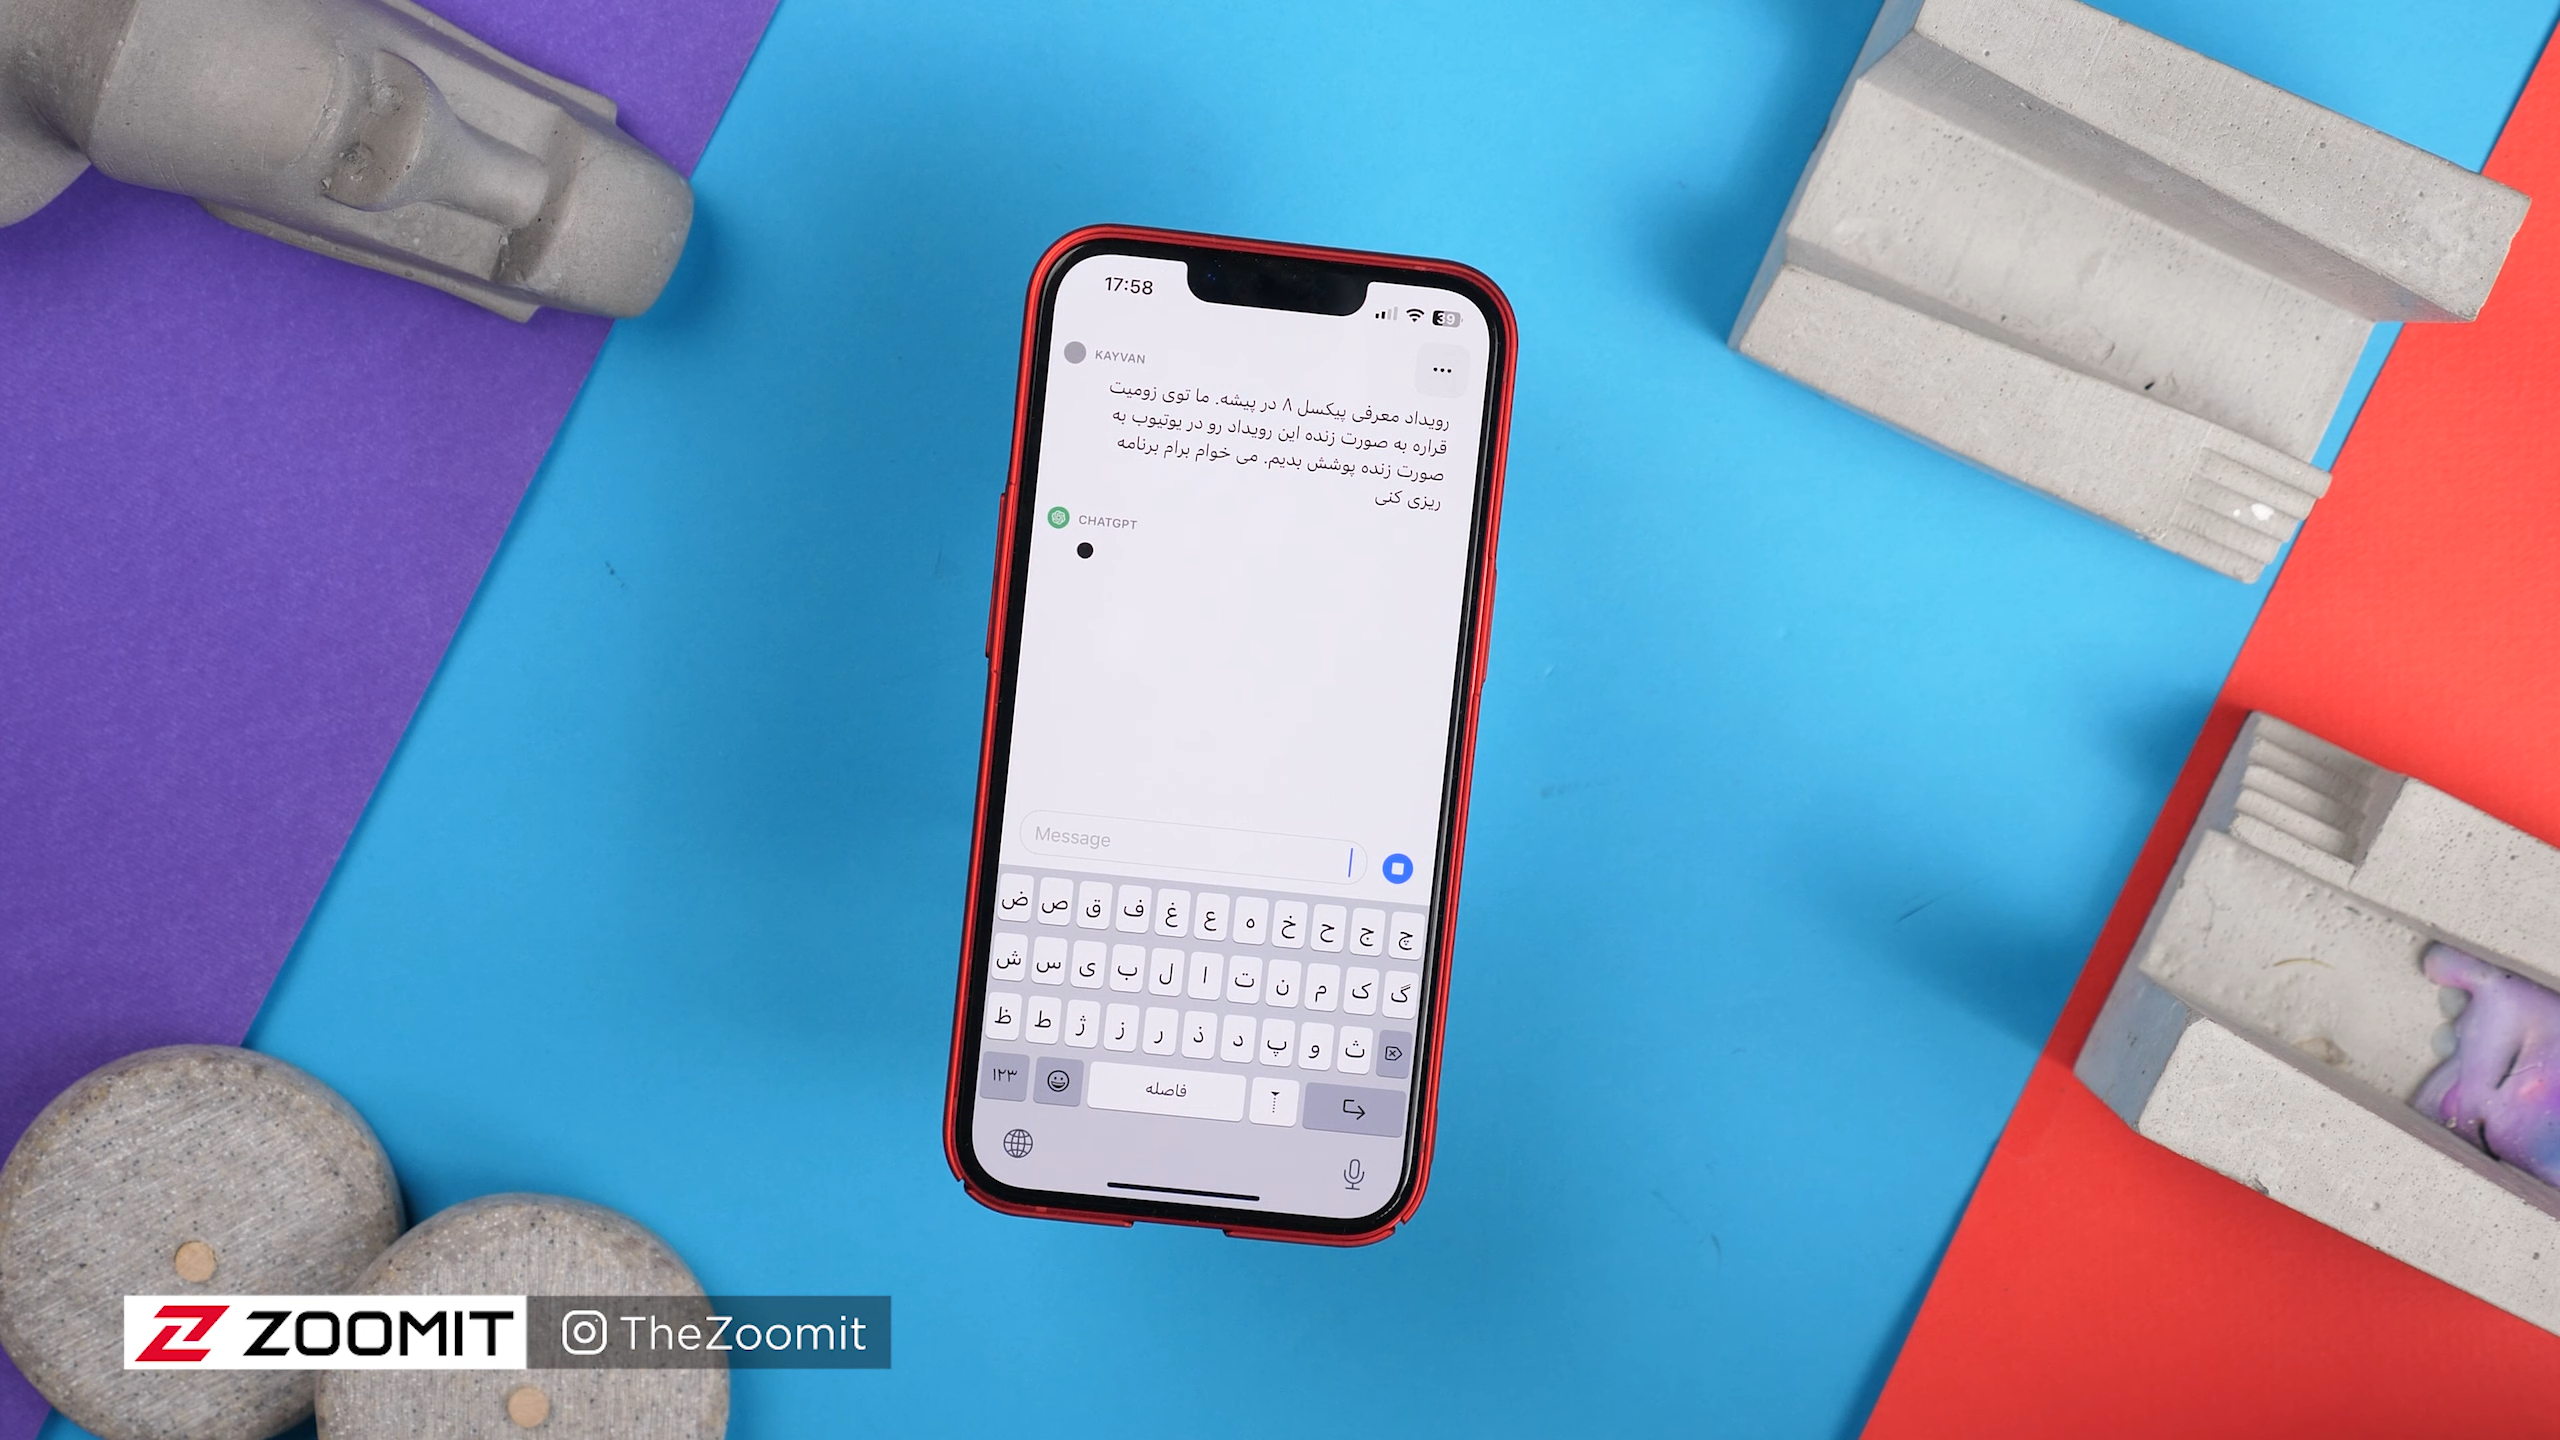 17:58
39
KAYVAN
رویداد معرفی پیکسل ۸ در پیشه. ما توی زومیت
قراره به صورت زنده این رویداد رو در یوتیوب به
صورت زنده پوشش بدیم. می خوام برام برنامه
ریزی کنی
CHATGPT
Message
ض ص ق ف غ ع ه خ ح ج چ
ش س ی ب ل ا ت ن م ک گ
ظ ط ژ ز ر ذ د پ و ث
۱۲۳ فاصله
ZOOMIT TheZoomit